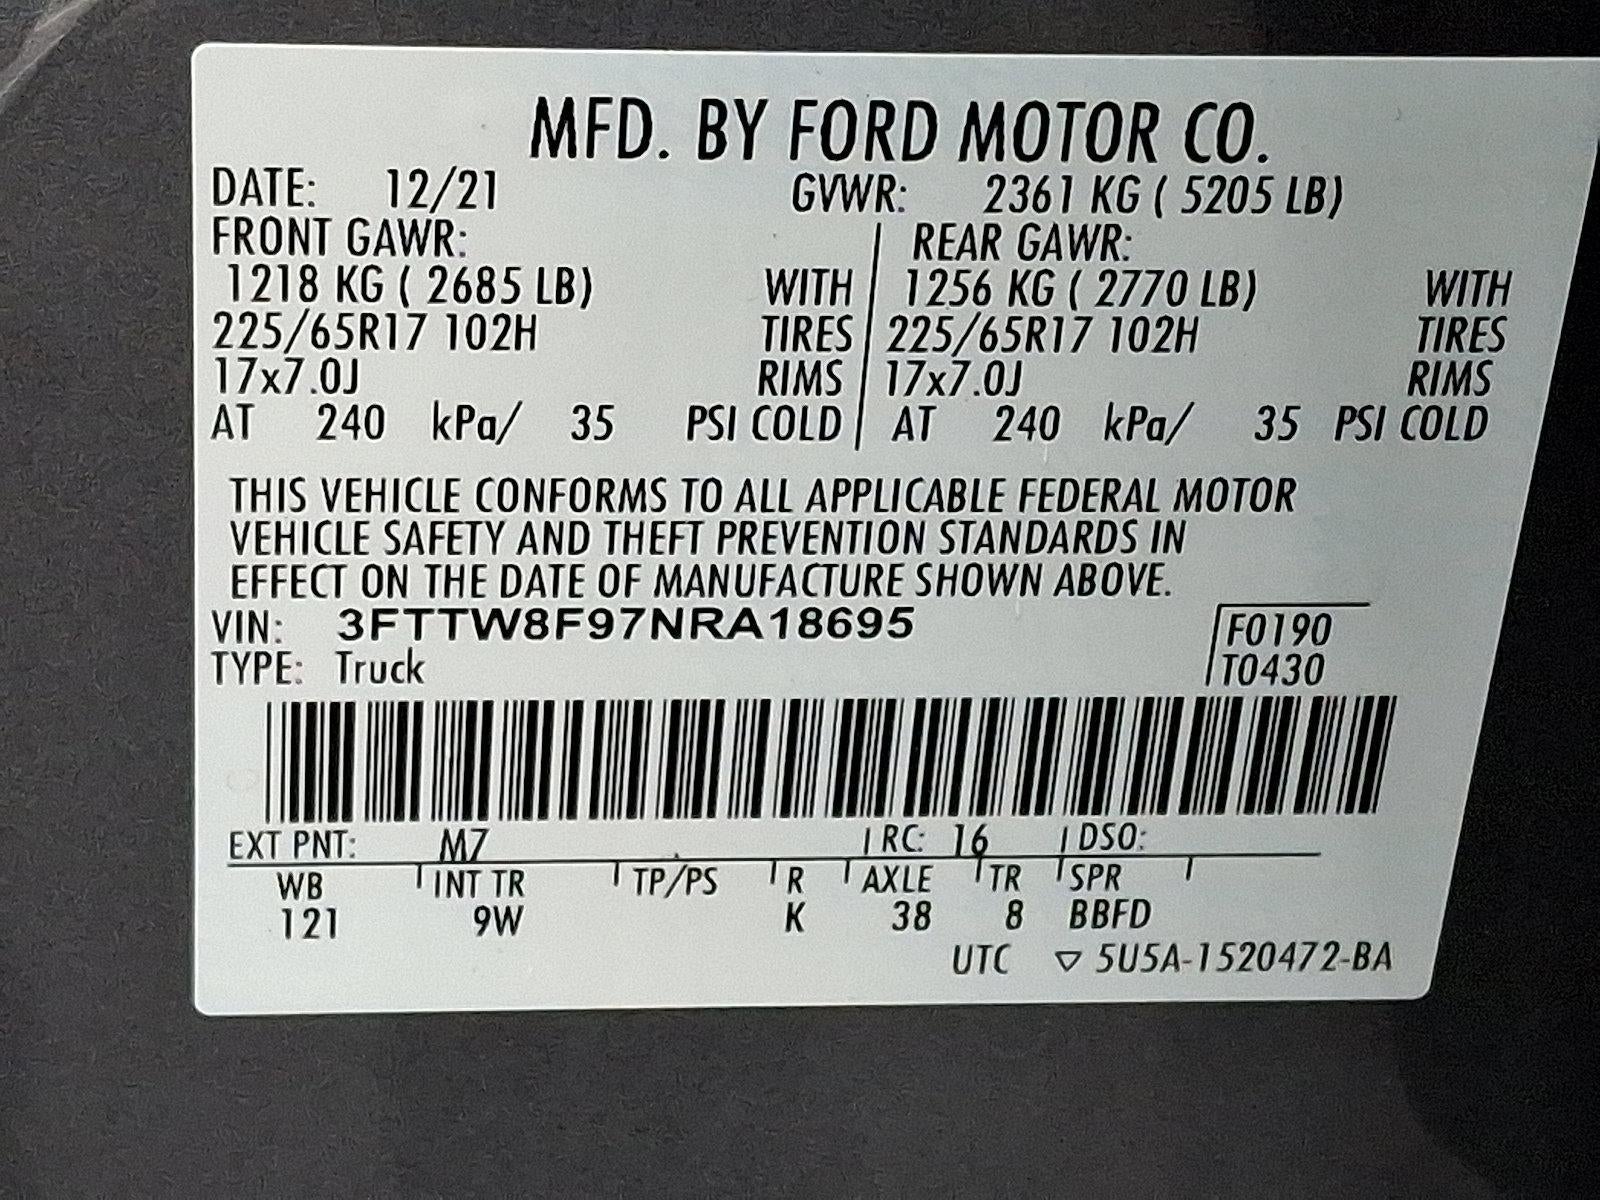 MFD. BY FORD MOTOR CO.
DATE: 12/21 GVWR: 2361 KG ( 5205 LB)
FRONT GAWR: REAR GAWR:
1218 KG ( 2685 LB) WITH 1256 KG ( 2770 LB) WITH
225/65R17 102H TIRES 225/65R17 102H TIRES
17x7.0J RIMS 17x7.0J RIMS
AT 240 kPa/ 35 PSI COLD AT 240 kPa/ 35 PSI COLD
THIS VEHICLE CONFORMS TO ALL APPLICABLE FEDERAL MOTOR
VEHICLE SAFETY AND THEFT PREVENTION STANDARDS IN
EFFECT ON THE DATE OF MANUFACTURE SHOWN ABOVE.
VIN: 3FTTW8F97NRA18695 F0190
TYPE: Truck T0430
EXT PNT: M7 RC: 16 DSO:
WB INT TR TP/PS R AXLE TR SPR
121 9W K 38 8 BBFD
UTC ▽ 5U5A-1520472-BA